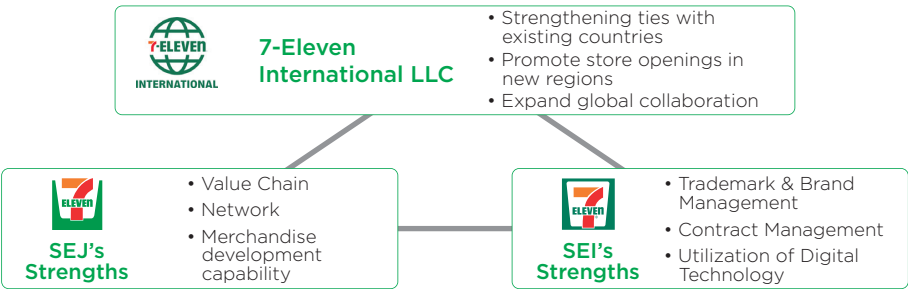 7-ELEVEN
INTERNATIONAL
7-Eleven
International LLC
• Strengthening ties with
existing countries
• Promote store openings in
new regions
• Expand global collaboration
7
ELEVEN
SEJ's
Strengths
• Value Chain
• Network
• Merchandise
development
capability
7
ELEVEN
SEI's
Strengths
• Trademark & Brand
Management
• Contract Management
• Utilization of Digital
Technology